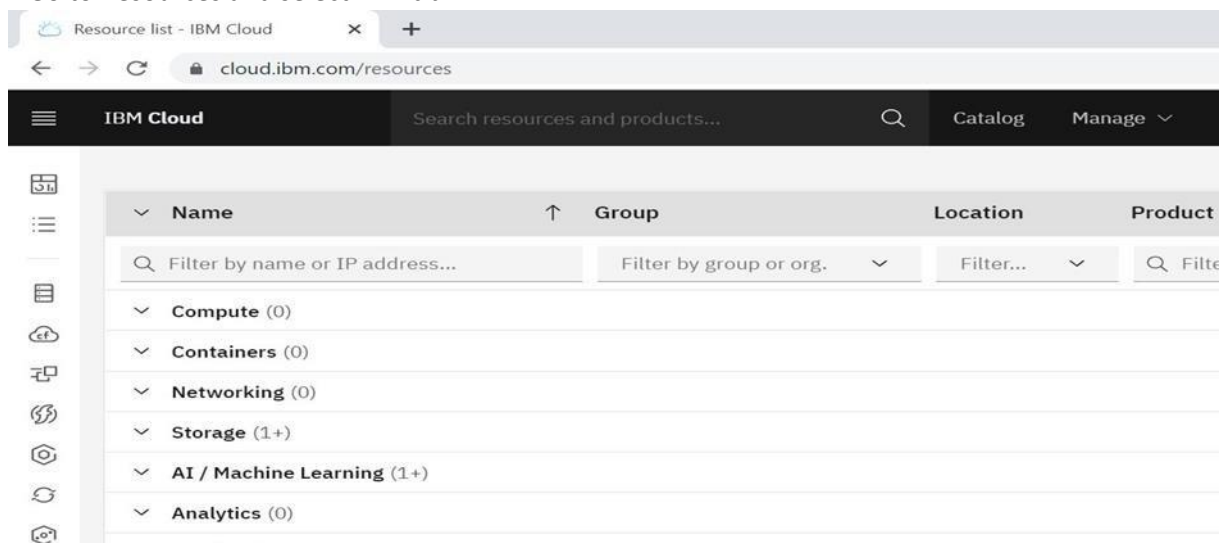 Resource list - IBM Cloud
cloud.ibm.com/resources
IBM Cloud Search resources and products... Catalog Manage
Name Group Location Product
Filter by name or IP address... Filter by group or org. Filter...
Compute (0)
Containers (0)
Networking (0)
Storage (1+)
AI / Machine Learning (1+)
Analytics (0)